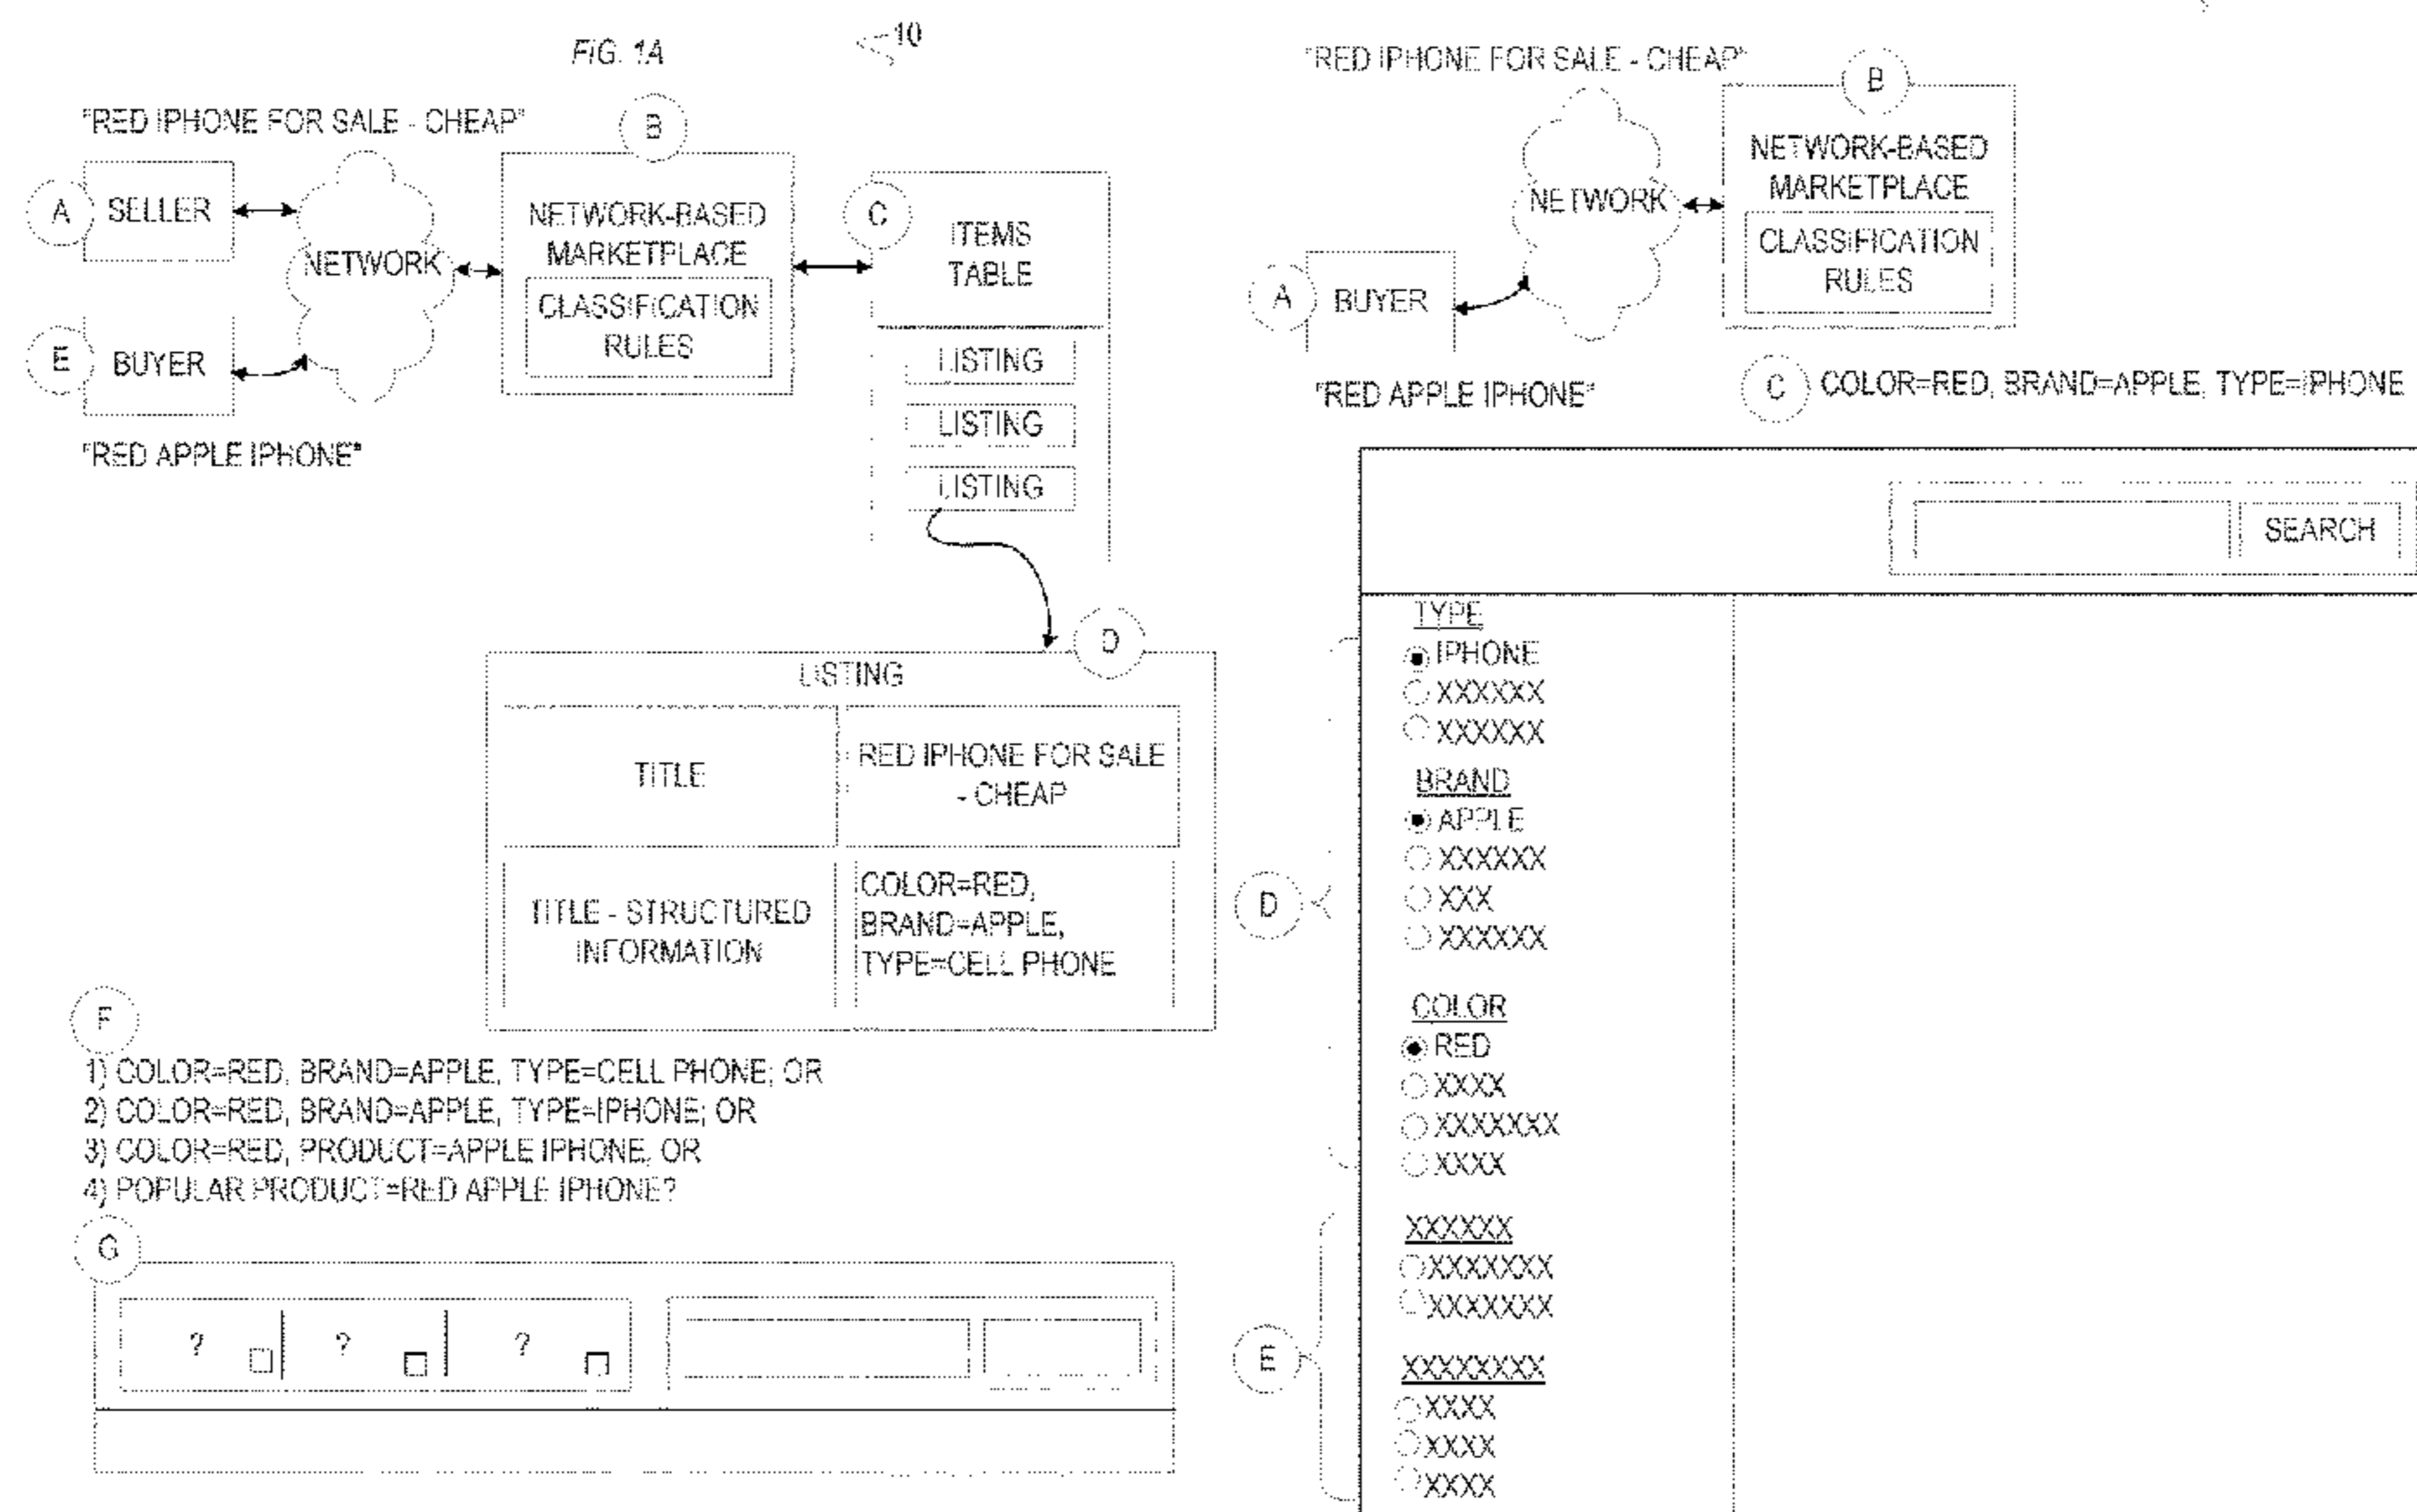 FIG. 1A
10
"RED IPHONE FOR SALE - CHEAP"
A
SELLER
E
BUYER
"RED APPLE IPHONE"
NETWORK
B
NETWORK-BASED
MARKETPLACE
CLASSIFICATION
RULES
C
ITEMS
TABLE
LISTING
LISTING
LISTING
D
LISTING
TITLE
RED IPHONE FOR SALE
- CHEAP
TITLE - STRUCTURED
INFORMATION
COLOR=RED,
BRAND=APPLE,
TYPE=CELL PHONE
F
1) COLOR=RED, BRAND=APPLE, TYPE=CELL PHONE; OR
2) COLOR=RED, BRAND=APPLE, TYPE=IPHONE; OR
3) COLOR=RED, PRODUCT=APPLE IPHONE, OR
4) POPULAR PRODUCT=RED APPLE IPHONE?
G
? ? ?
"RED IPHONE FOR SALE - CHEAP"
B
NETWORK-BASED
MARKETPLACE
CLASSIFICATION
RULES
NETWORK
A
BUYER
"RED APPLE IPHONE"
C
COLOR=RED, BRAND=APPLE, TYPE=IPHONE
SEARCH
D
TYPE
IPHONE
XXXXXX
XXXXXX
BRAND
APPLE
XXXXXX
XXX
XXXXXX
COLOR
RED
XXXX
XXXXXXX
XXXX
E
XXXXXX
XXXXXXX
XXXXXXX
XXXXXXXX
XXXX
XXXX
XXXX